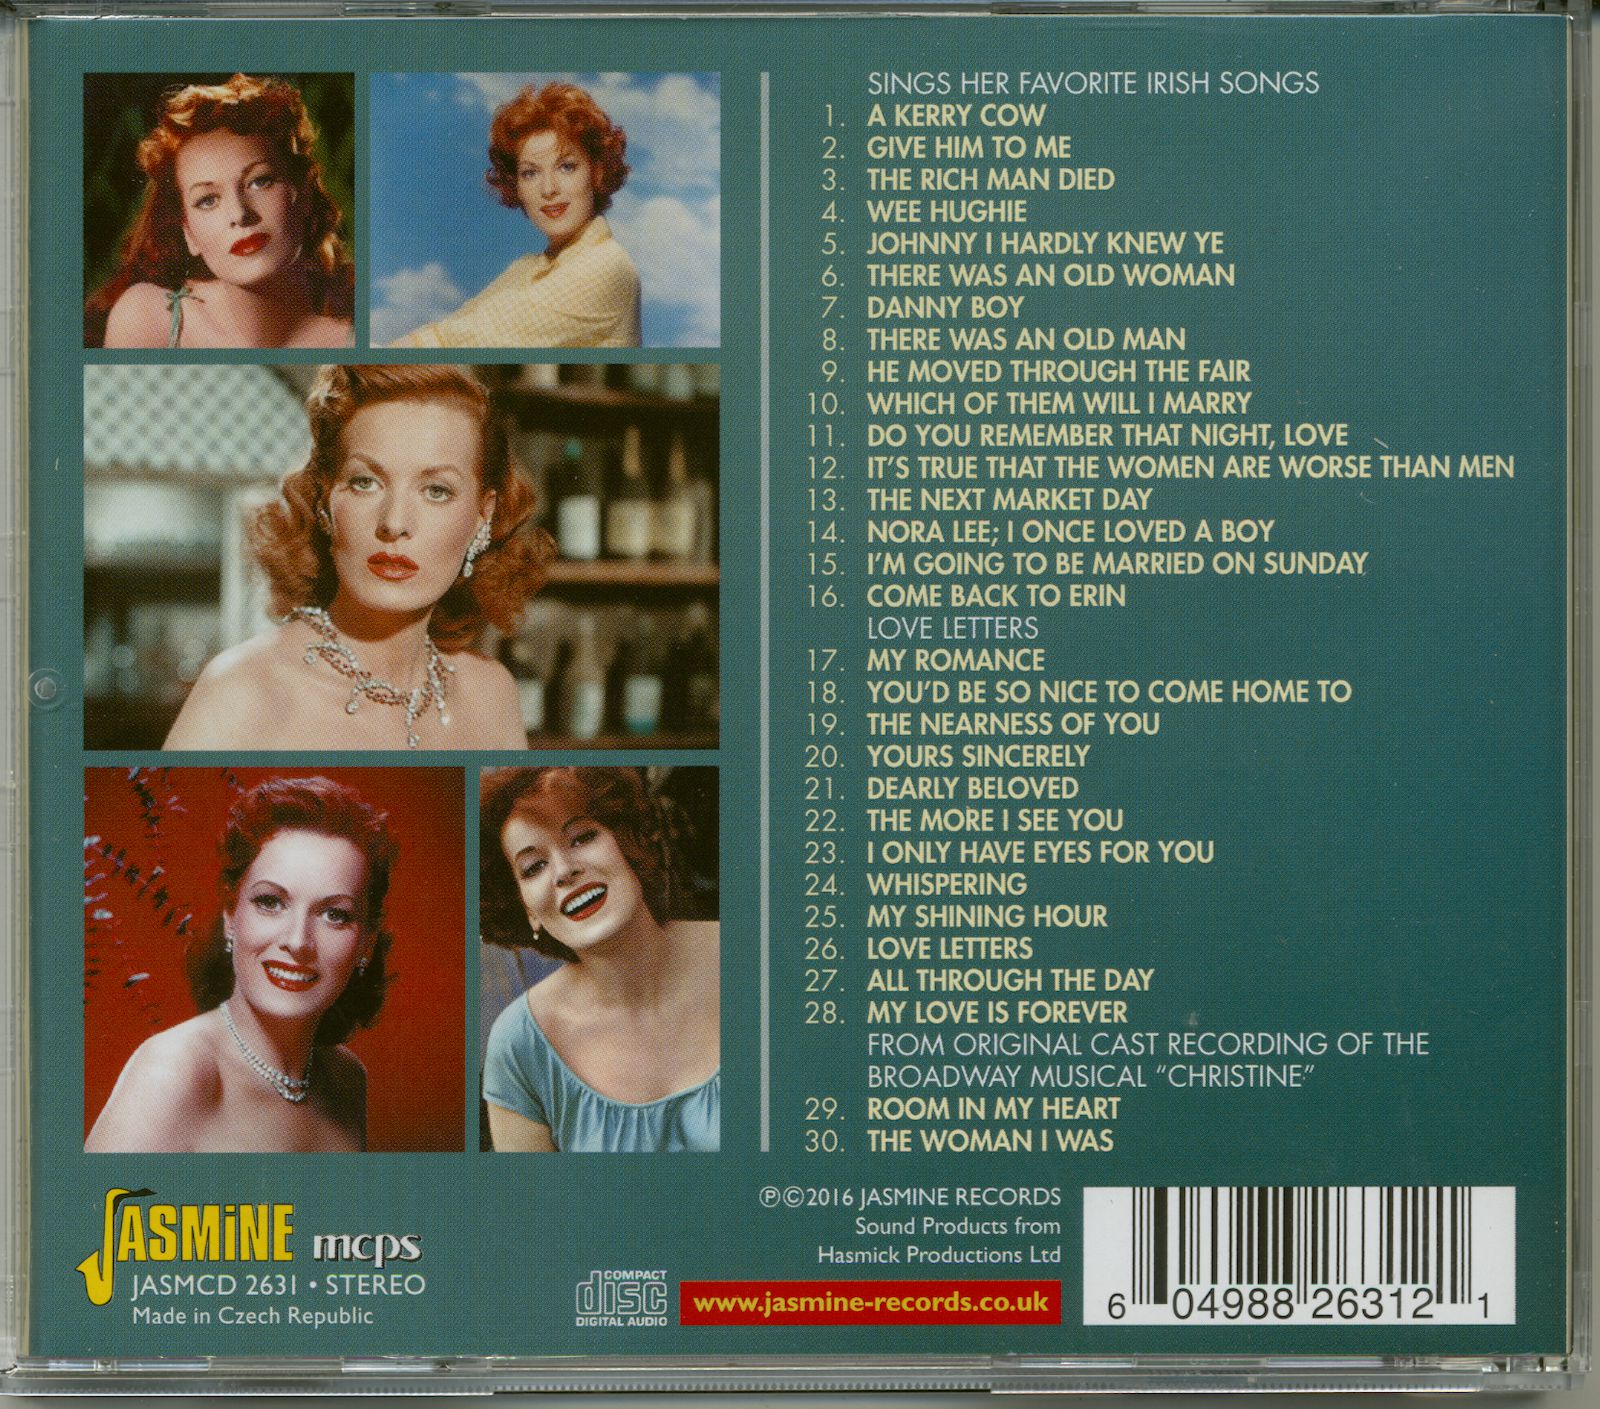 SINGS HER FAVORITE IRISH SONGS
1. A KERRY COW
2. GIVE HIM TO ME
3. THE RICH MAN DIED
4. WEE HUGHIE
5. JOHNNY I HARDLY KNEW YE
6. THERE WAS AN OLD WOMAN
7. DANNY BOY
8. THERE WAS AN OLD MAN
9. HE MOVED THROUGH THE FAIR
10. WHICH OF THEM WILL I MARRY
11. DO YOU REMEMBER THAT NIGHT, LOVE
12. IT'S TRUE THAT THE WOMEN ARE WORSE THAN MEN
13. THE NEXT MARKET DAY
14. NORA LEE; I ONCE LOVED A BOY
15. I'M GOING TO BE MARRIED ON SUNDAY
16. COME BACK TO ERIN
LOVE LETTERS
17. MY ROMANCE
18. YOU'D BE SO NICE TO COME HOME TO
19. THE NEARNESS OF YOU
20. YOURS SINCERELY
21. DEARLY BELOVED
22. THE MORE I SEE YOU
23. I ONLY HAVE EYES FOR YOU
24. WHISPERING
25. MY SHINING HOUR
26. LOVE LETTERS
27. ALL THROUGH THE DAY
28. MY LOVE IS FOREVER
FROM ORIGINAL CAST RECORDING OF THE
BROADWAY MUSICAL "CHRISTINE"
29. ROOM IN MY HEART
30. THE WOMAN I WAS
JASMiNE mcps
JASMCD 2631 • STEREO
Made in Czech Republic
COMPACT
disc
DIGITAL AUDIO
℗©2016 JASMINE RECORDS
Sound Products from
Hasmick Productions Ltd
www.jasmine-records.co.uk
6 04988 26312 1